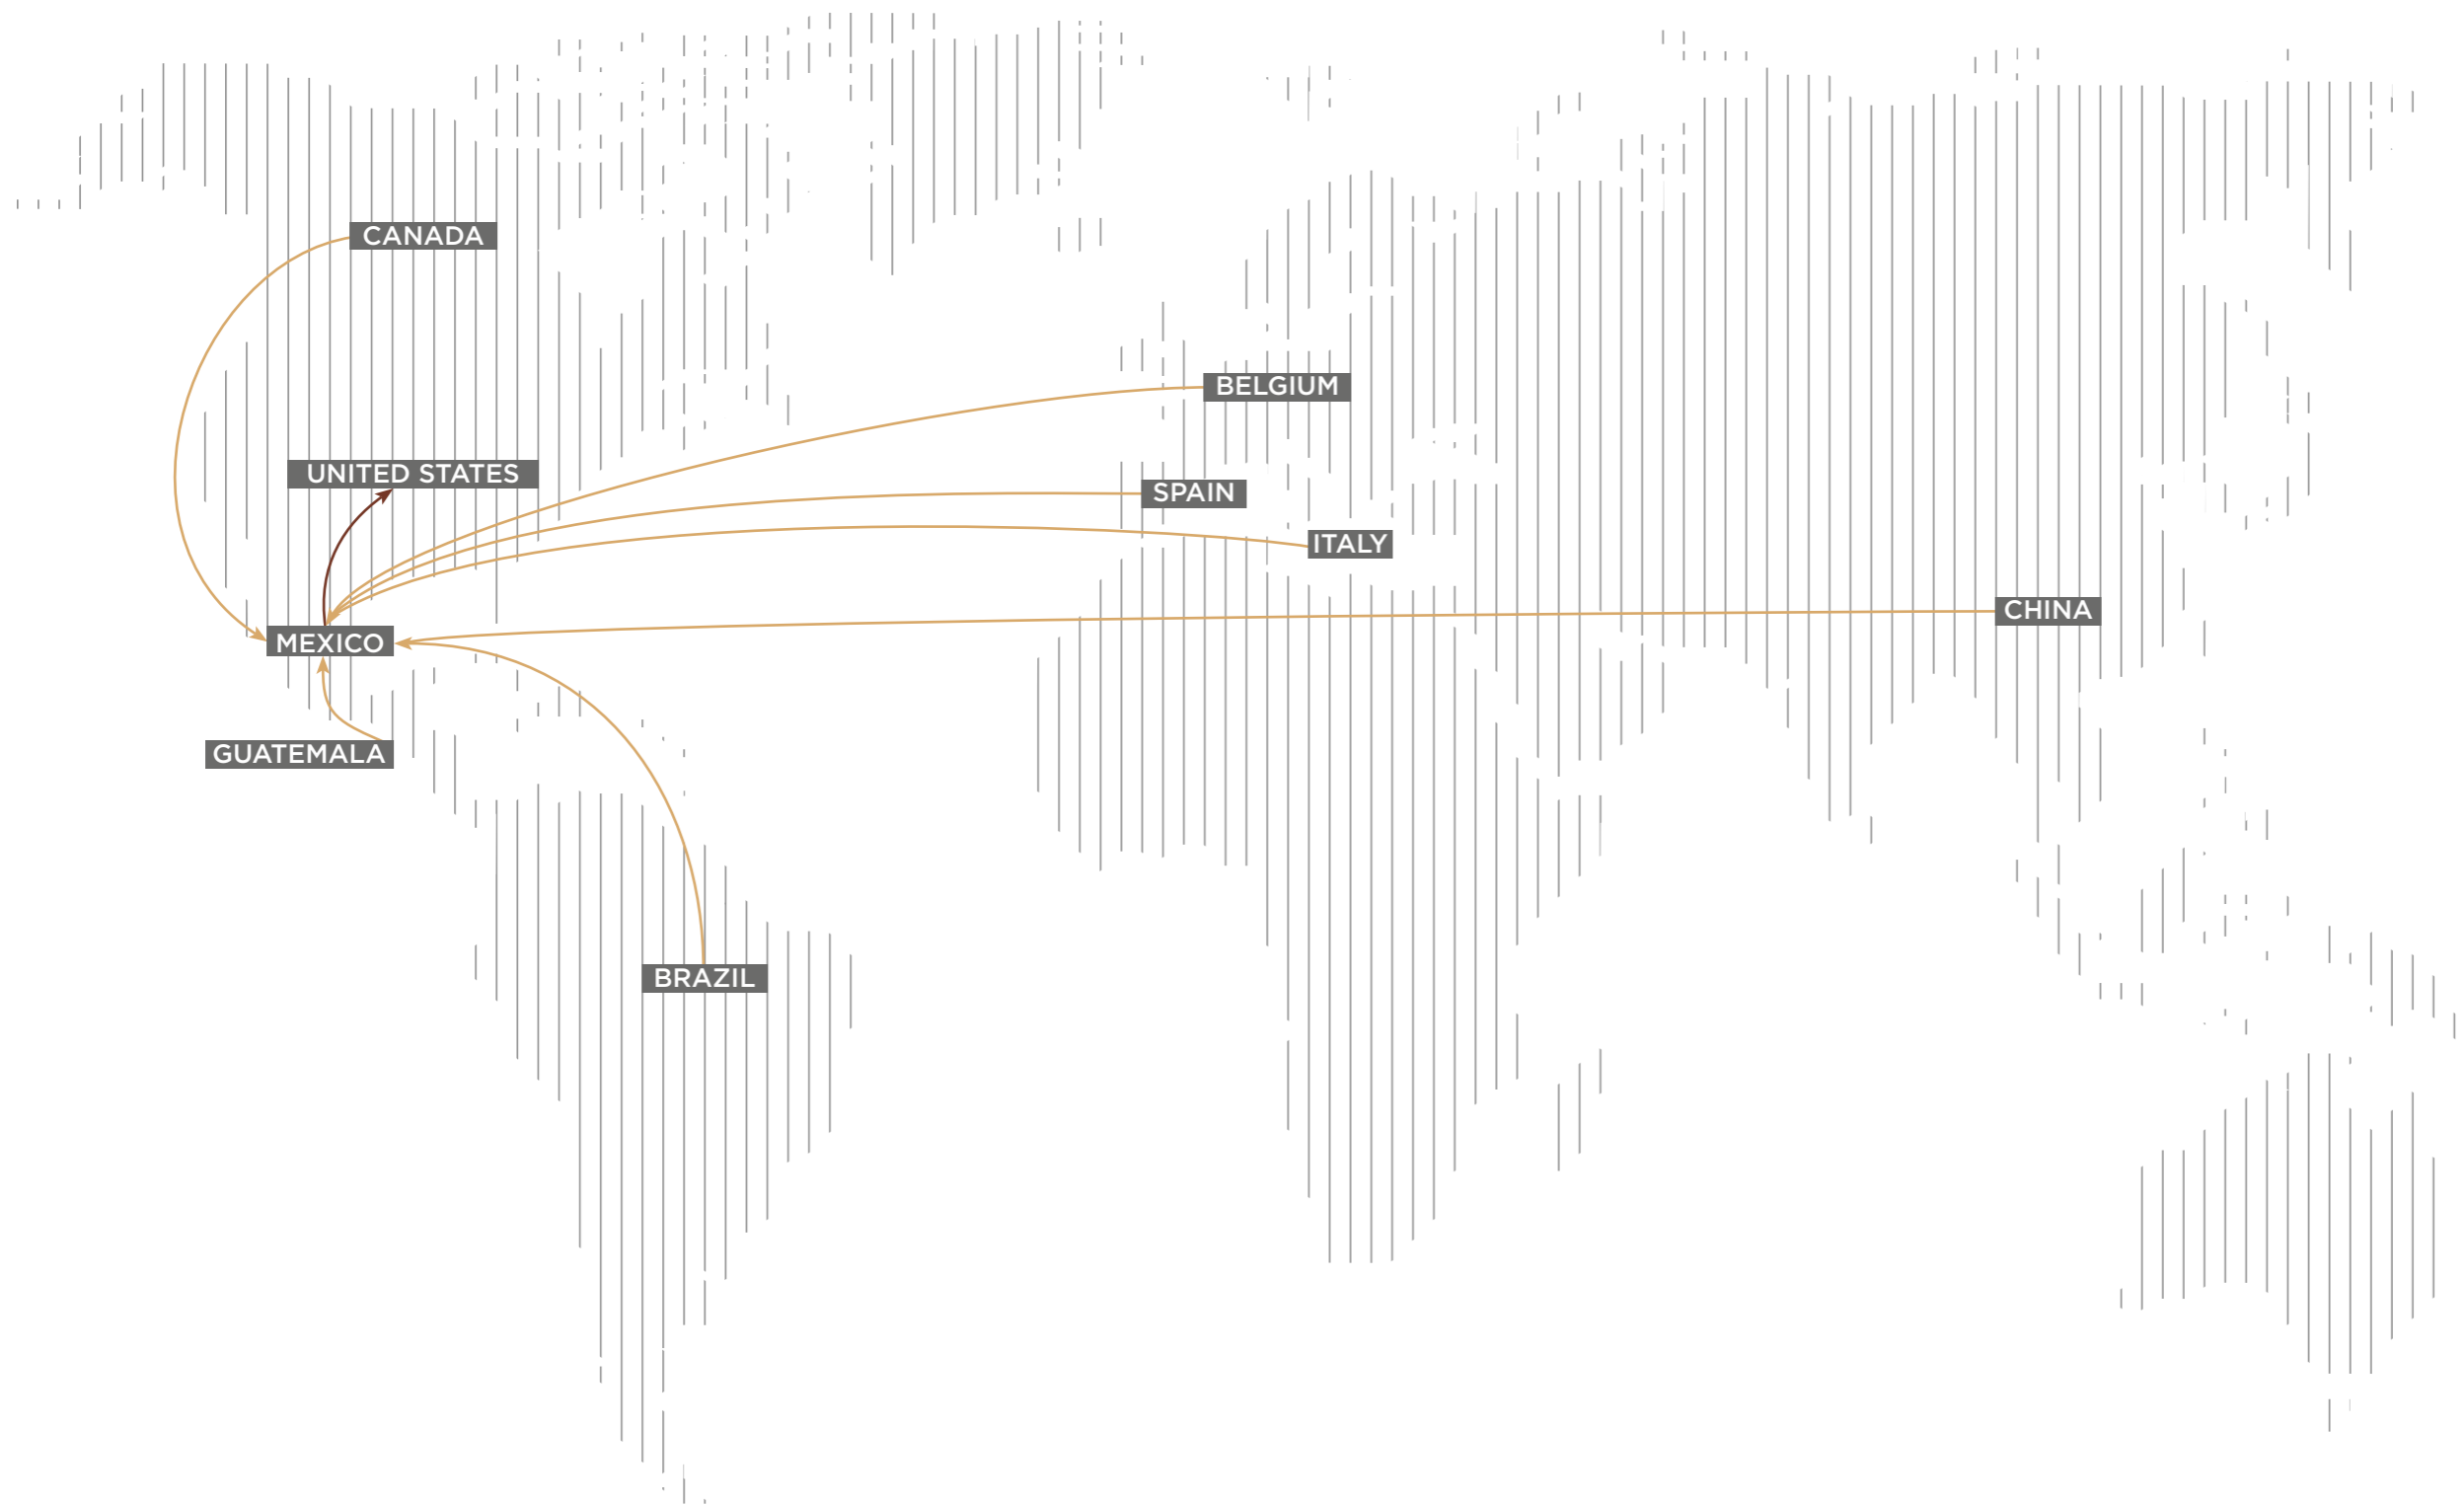 CANADA
BELGIUM
UNITED STATES
SPAIN
ITALY
CHINA
MEXICO
GUATEMALA
BRAZIL